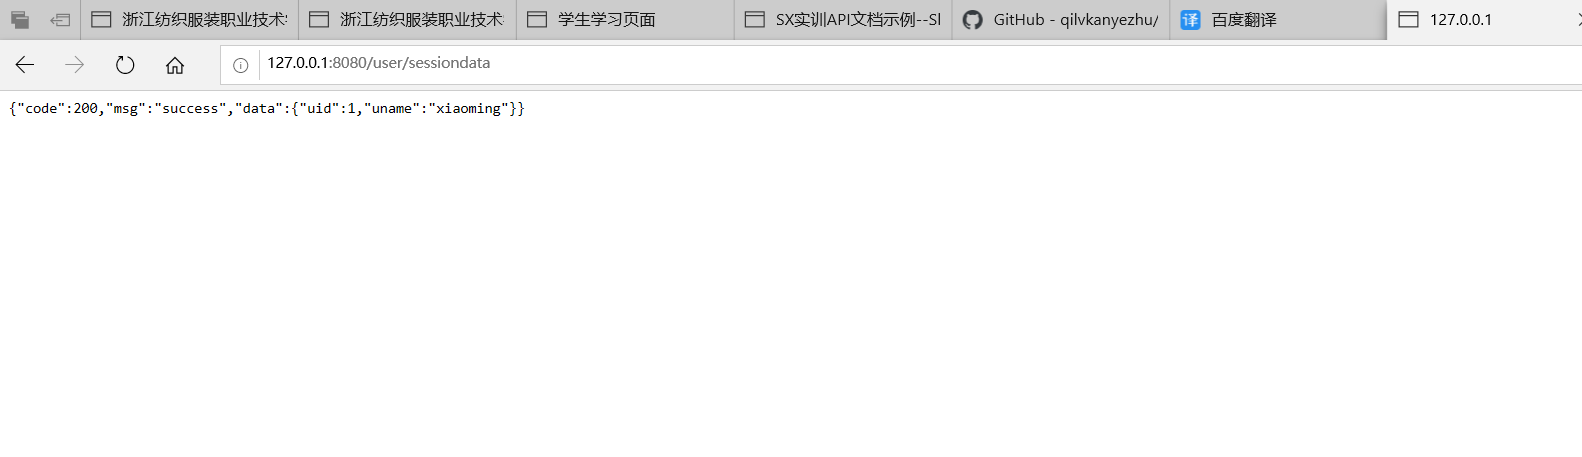 浙江纺织服装职业技术
浙江纺织服装职业技术
学生学习页面
SX实训API文档示例--Sl
GitHub - qilvkanyezhu/
译 百度翻译
127.0.0.1
127.0.0.1:8080/user/sessiondata
{"code":200,"msg":"success","data":{"uid":1,"uname":"xiaoming"}}